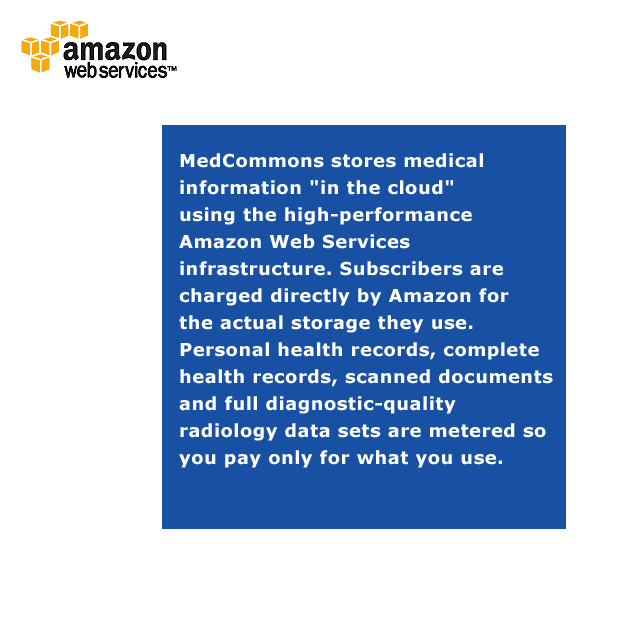 amazon
webservices™
MedCommons stores medical
information "in the cloud"
using the high-performance
Amazon Web Services
infrastructure. Subscribers are
charged directly by Amazon for
the actual storage they use.
Personal health records, complete
health records, scanned documents
and full diagnostic-quality
radiology data sets are metered so
you pay only for what you use.